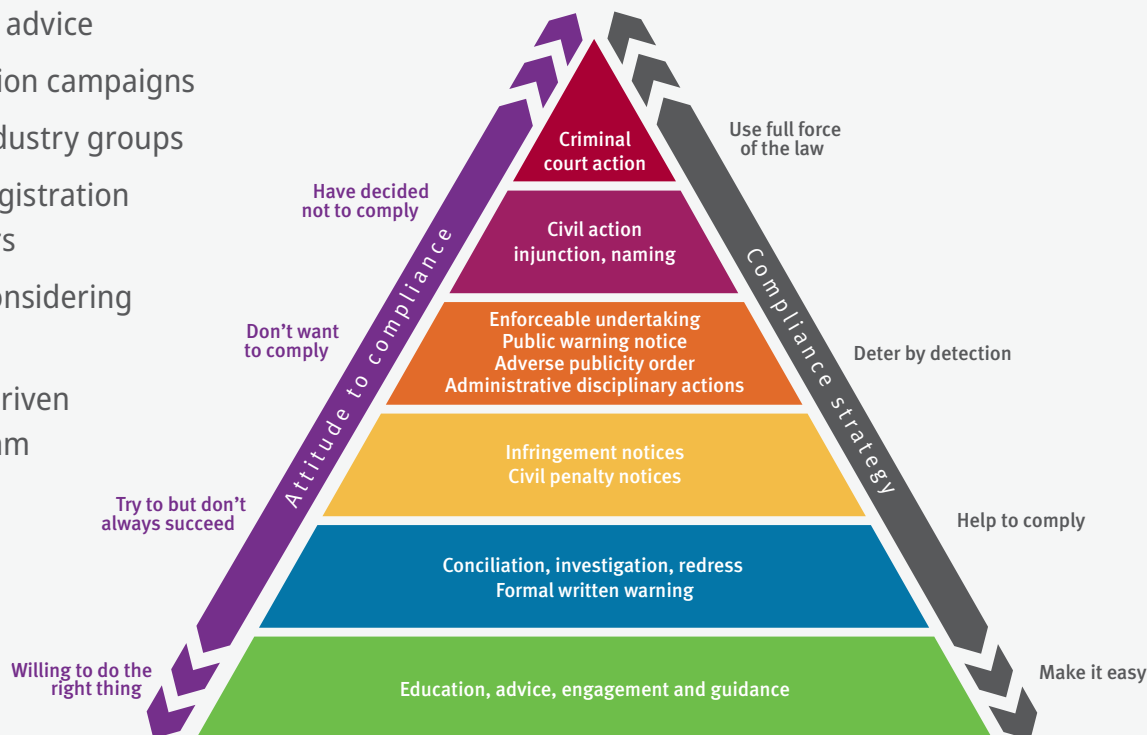 advice
ion campaigns
dustry groups
gistration
rs
onsidering
riven
am
Have decided
not to comply
Don’t want
to comply
Try to but don’t
always succeed
Willing to do the
right thing
Attitude to compliance
Criminal
court action
Civil action
injunction, naming
Enforceable undertaking
Public warning notice
Adverse publicity order
Administrative disciplinary actions
Infringement notices
Civil penalty notices
Conciliation, investigation, redress
Formal written warning
Education, advice, engagement and guidance
Compliance strategy
Use full force
of the law
Deter by detection
Help to comply
Make it easy